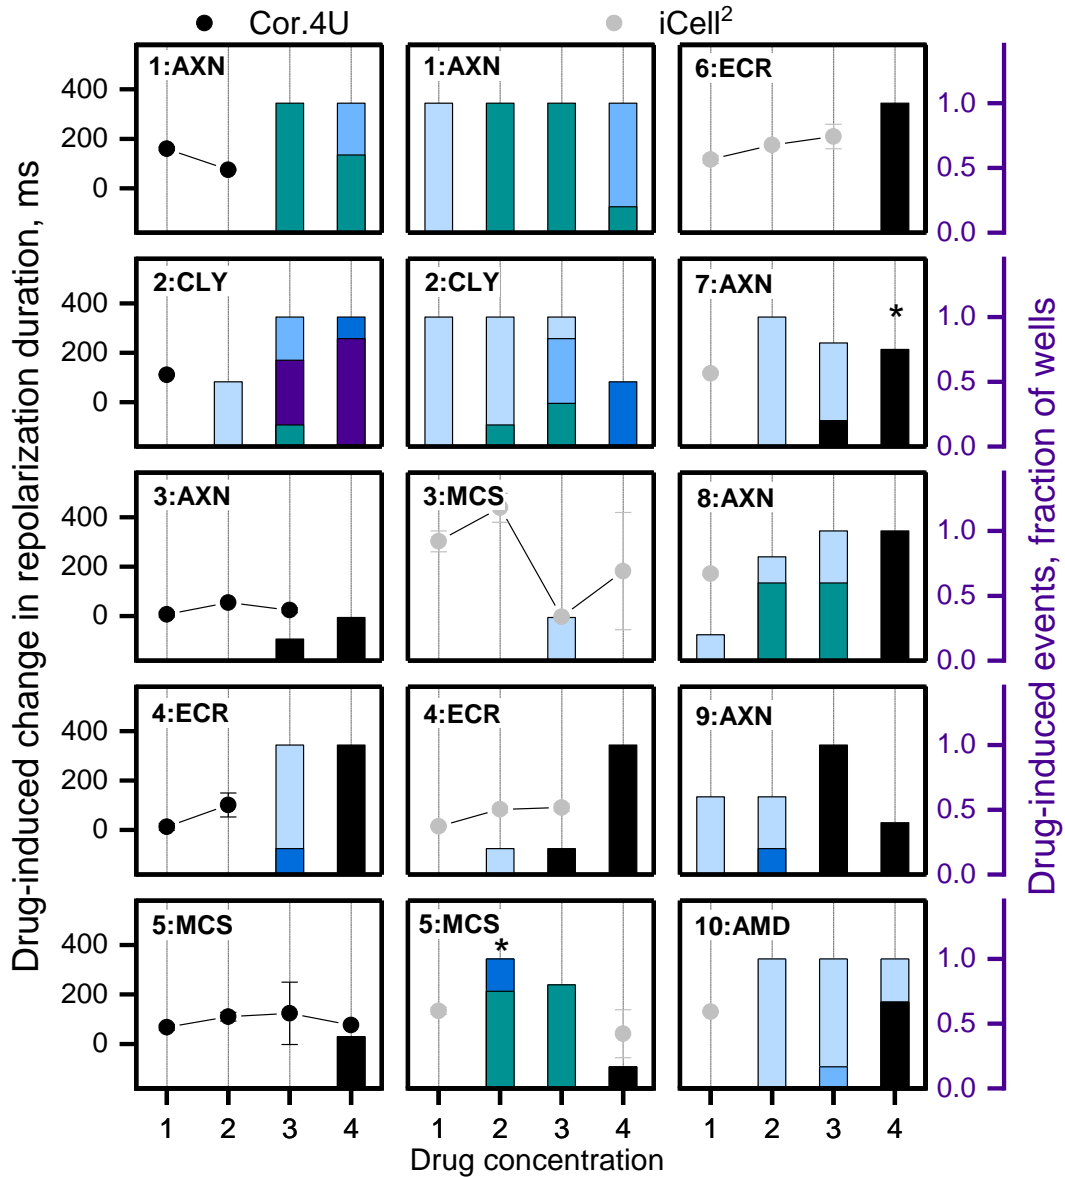 Cor.4U
iCell²
Drug-induced change in repolarization duration, ms
Drug-induced events, fraction of wells
1:AXN
1:AXN
6:ECR
400
200
0
1.0
0.5
0.0
2:CLY
2:CLY
7:AXN
*
400
200
0
1.0
0.5
0.0
3:AXN
3:MCS
8:AXN
400
200
0
1.0
0.5
0.0
4:ECR
4:ECR
9:AXN
400
200
0
1.0
0.5
0.0
5:MCS
5:MCS
*
10:AMD
400
200
0
1.0
0.5
0.0
1 2 3 4
1 2 3 4
1 2 3 4
Drug concentration